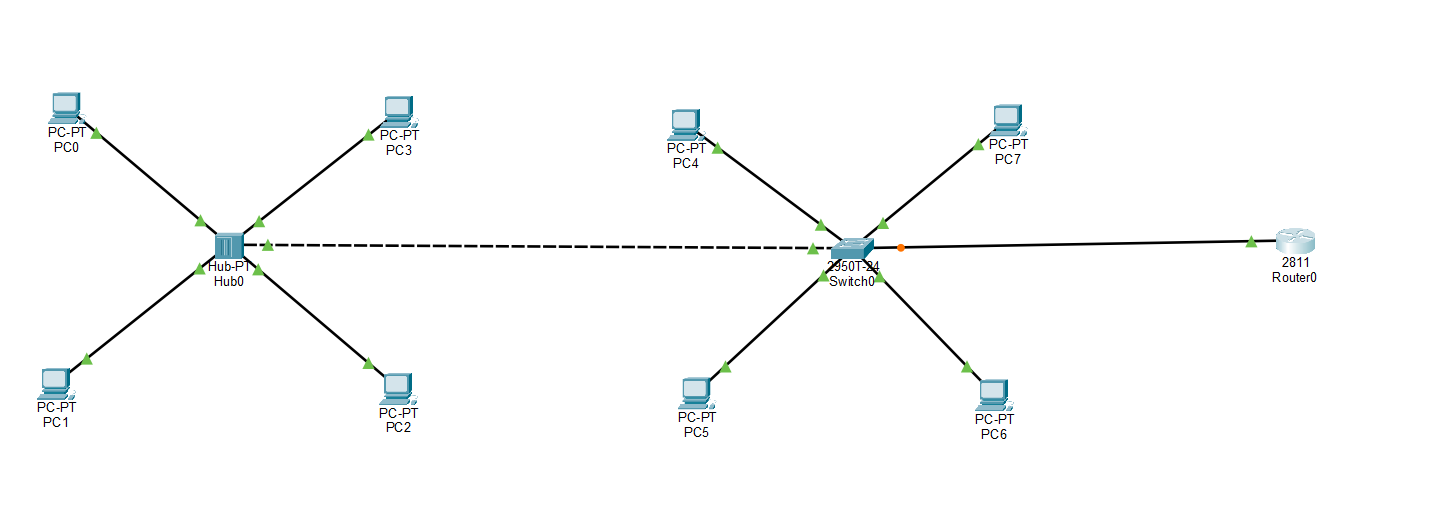 PC-PT
PC0
PC-PT
PC3
PC-PT
PC4
PC-PT
PC7
Hub-PT
Hub0
2950T-24
Switch0
2811
Router0
PC-PT
PC1
PC-PT
PC2
PC-PT
PC5
PC-PT
PC6